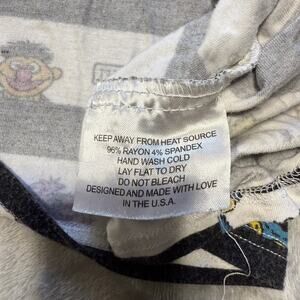 KEEP AWAY FROM HEAT SOURCE
96% RAYON 4% SPANDEX
HAND WASH COLD
LAY FLAT TO DRY
DO NOT BLEACH
DESIGNED AND MADE WITH LOVE
IN THE U.S.A.